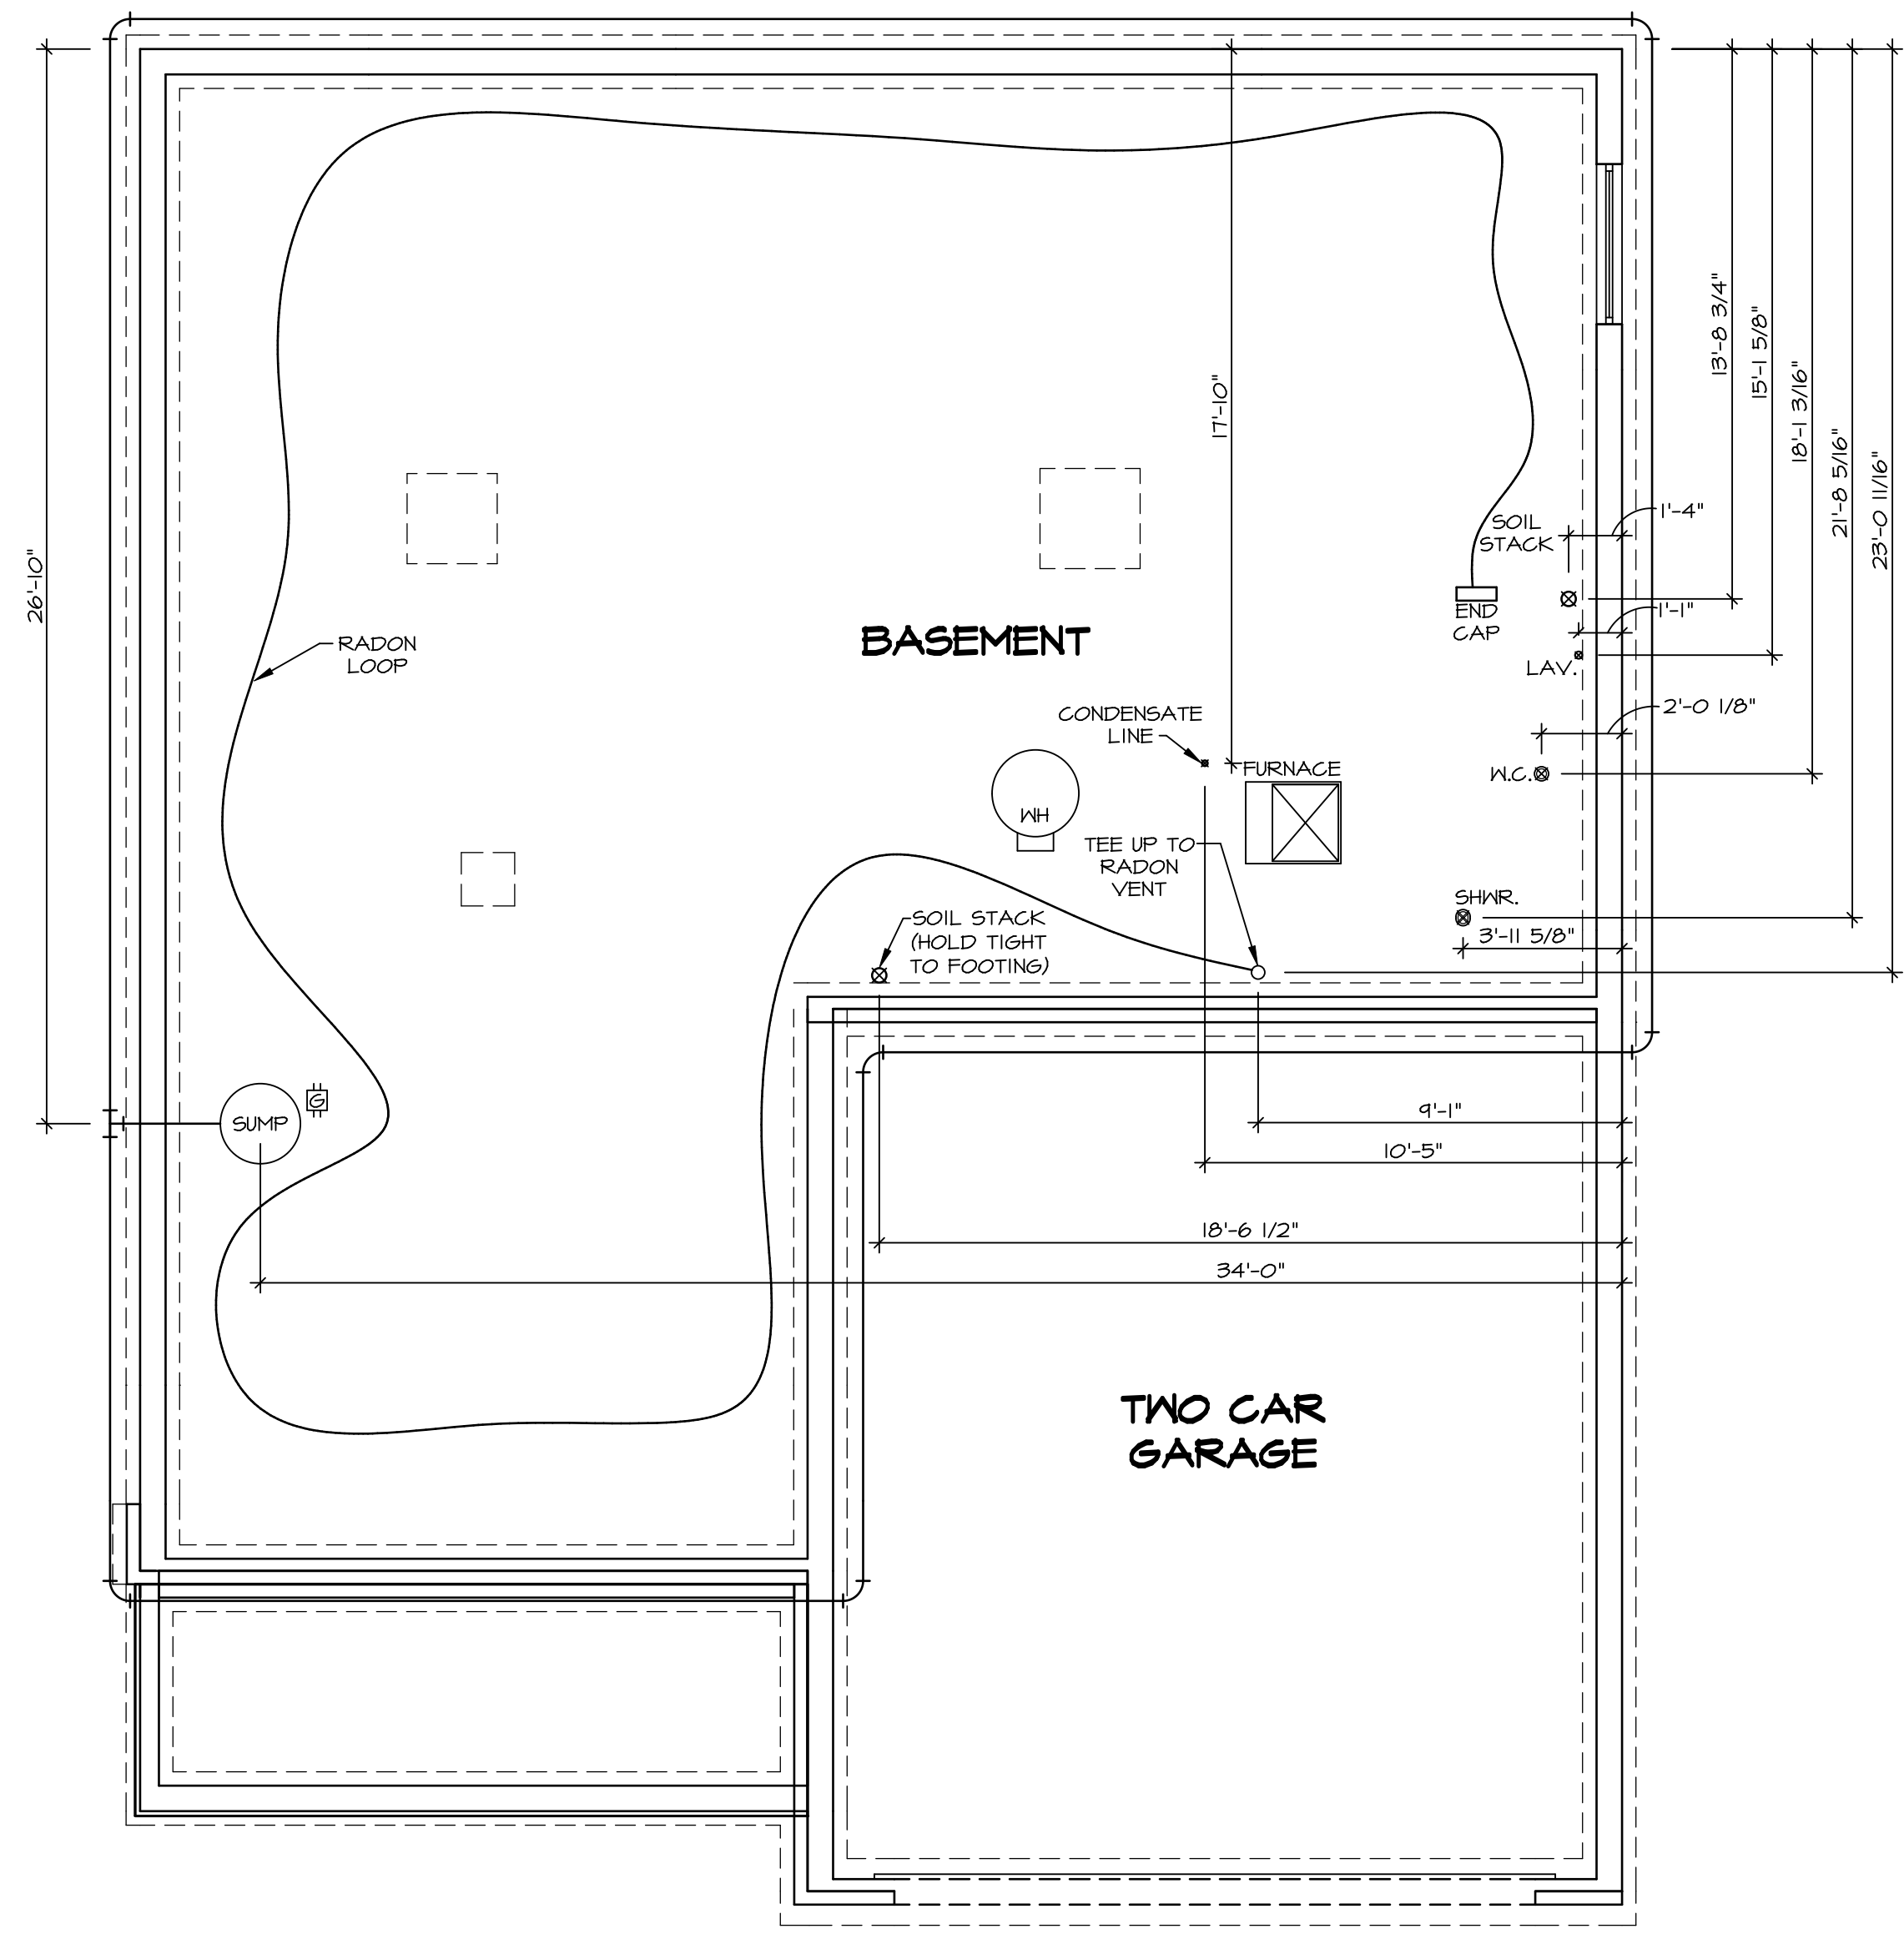 13'-8 3/4"
15'-1 5/8"
18'-1 3/16"
21'-8 5/16"
23'-0 11/16"
17'-10"
26'-10"
SOIL
STACK
1'-4"
END
CAP
1'-1"
RADON
LOOP
BASEMENT
LAV.
2'-0 1/8"
CONDENSATE
LINE
FURNACE
W.C.
WH
TEE UP TO
RADON
VENT
SHWR.
SOIL STACK
(HOLD TIGHT
TO FOOTING)
3'-11 5/8"
G
SUMP
9'-1"
10'-5"
18'-6 1/2"
34'-0"
TWO CAR
GARAGE